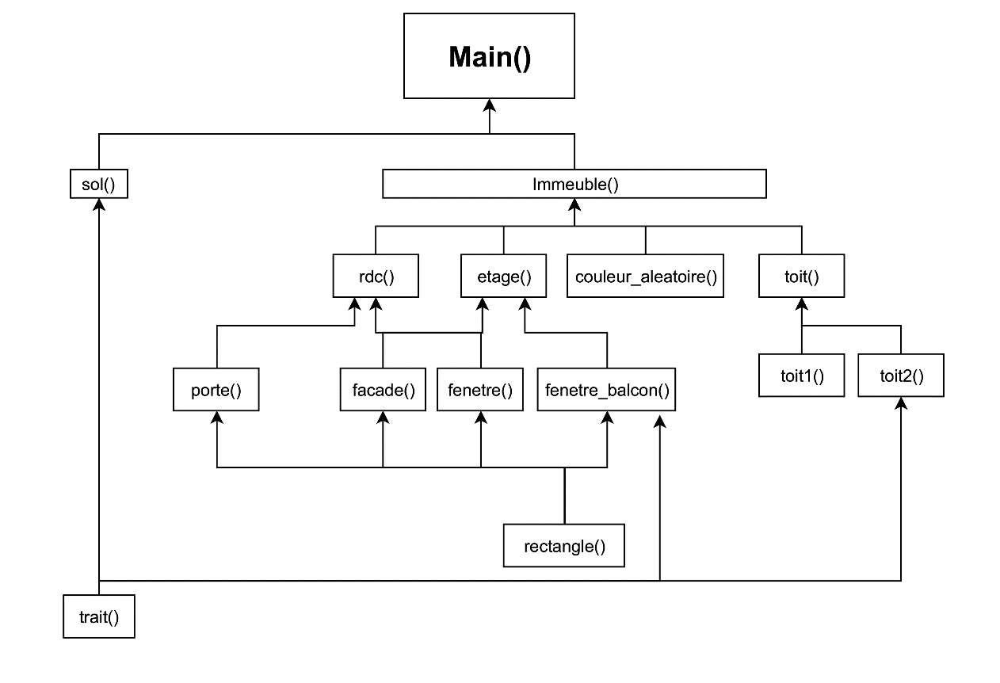 Main()
sol()
Immeuble()
rdc()
etage()
couleur_aleatoire()
toit()
toit1()
toit2()
porte()
facade()
fenetre()
fenetre_balcon()
rectangle()
trait()